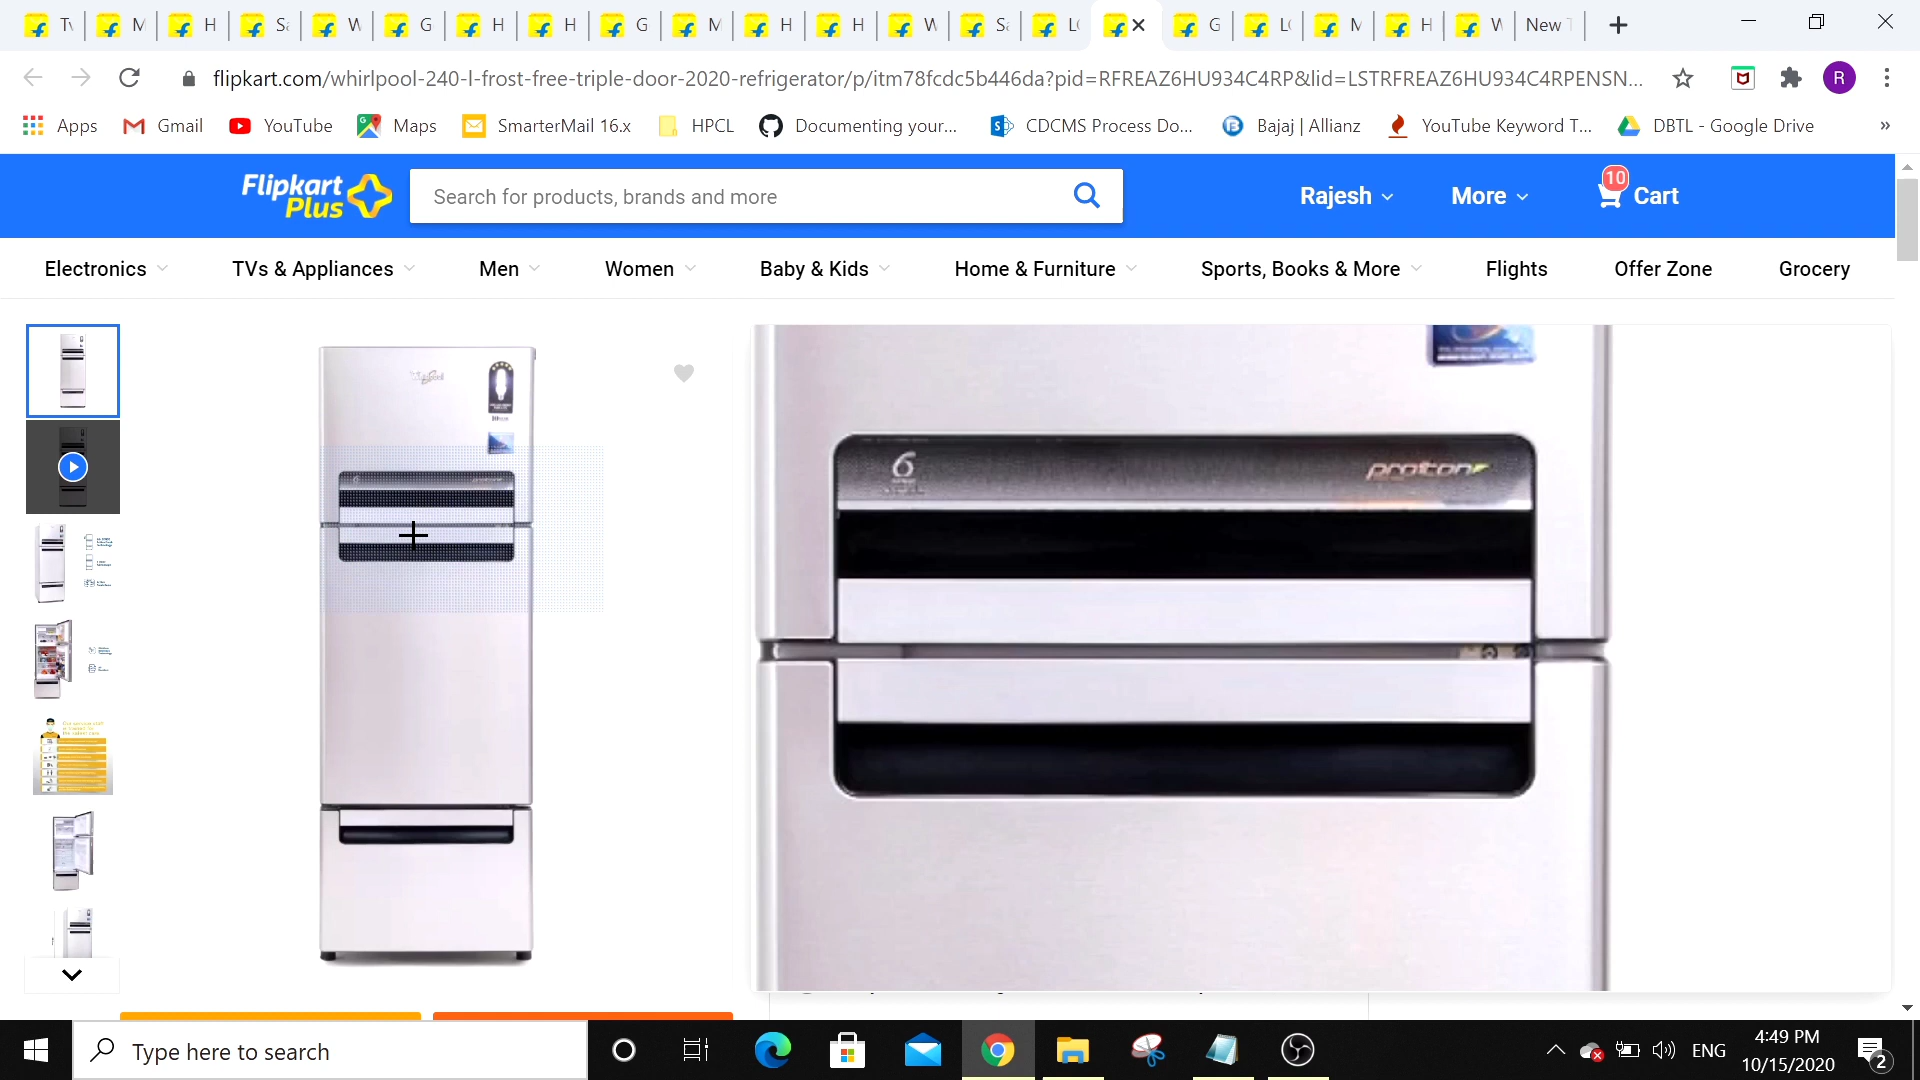 flipkart.com/whirlpool-240-l-frost-free-triple-door-2020-refrigerator/p/itm78fcdc5b446da?pid=RFREAZ6HU934C4RP&lid=LSTRFREAZ6HU934C4RPENSN...
R
Apps Gmail YouTube Maps SmarterMail 16.x HPCL Documenting your... CDCMS Process Do... Bajaj | Allianz YouTube Keyword T... DBTL - Google Drive »
Flipkart
Plus
Search for products, brands and more
Rajesh More 10 Cart
Electronics TVs & Appliances Men Women Baby & Kids Home & Furniture Sports, Books & More Flights Offer Zone Grocery
6 proton
Type here to search
ENG
4:49 PM
10/15/2020
2